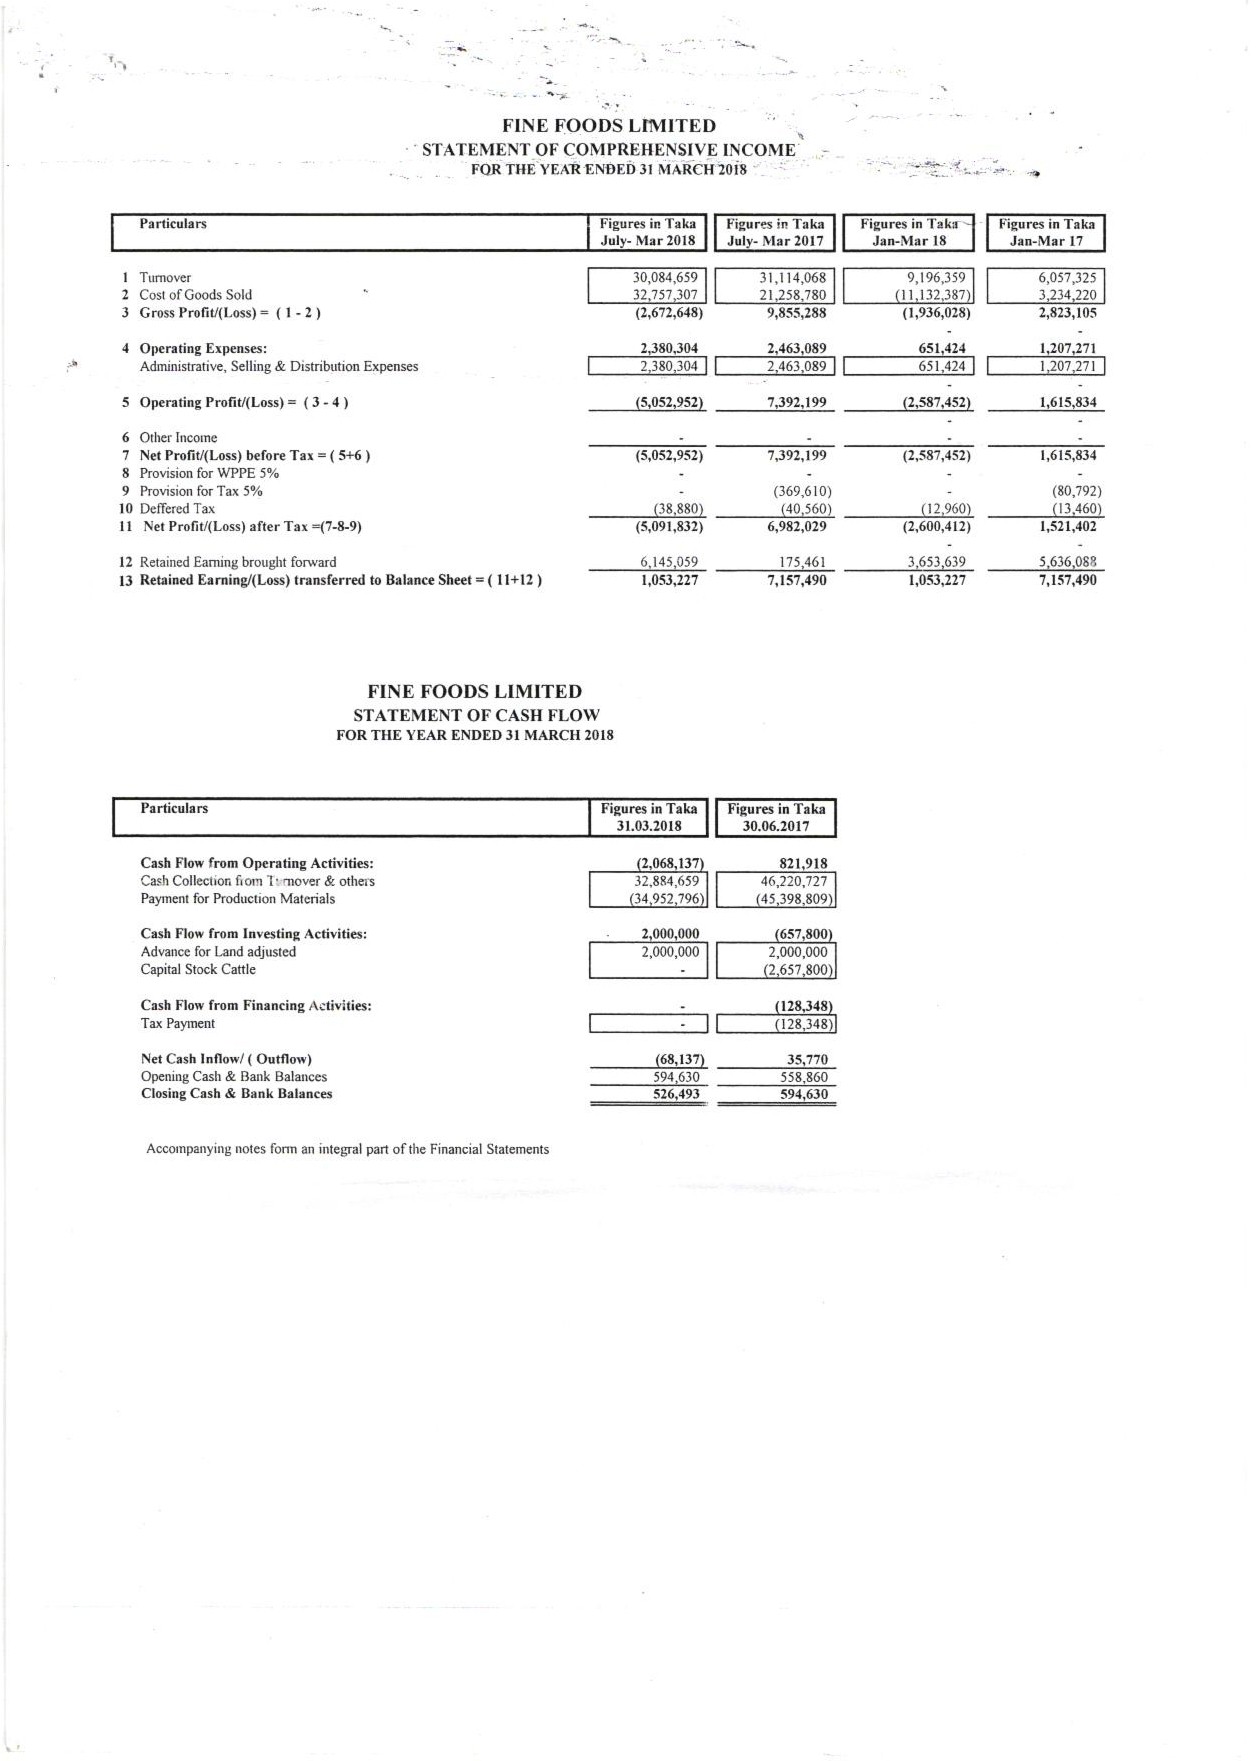 FINE FOODS LIMITED
STATEMENT OF COMPREHENSIVE INCOME
FOR THE YEAR ENDED 31 MARCH 2018
Particulars Figures in Taka Figures in Taka Figures in Taka Figures in Taka
July- Mar 2018 July- Mar 2017 Jan-Mar 18 Jan-Mar 17
1 Turnover 30,084,659 31,114,068 9,196,359 6,057,325
2 Cost of Goods Sold 32,757,307 21,258,780 (11,132,387) 3,234,220
3 Gross Profit/(Loss) = ( 1 - 2 ) (2,672,648) 9,855,288 (1,936,028) 2,823,105
- -
4 Operating Expenses: 2,380,304 2,463,089 651,424 1,207,271
Administrative, Selling & Distribution Expenses 2,380,304 2,463,089 651,424 1,207,271
- -
5 Operating Profit/(Loss) = ( 3 - 4 ) (5,052,952) 7,392,199 (2,587,452) 1,615,834
- -
6 Other Income - - - -
7 Net Profit/(Loss) before Tax = ( 5+6 ) (5,052,952) 7,392,199 (2,587,452) 1,615,834
8 Provision for WPPE 5% - - - -
9 Provision for Tax 5% - (369,610) - (80,792)
10 Deffered Tax (38,880) (40,560) (12,960) (13,460)
11 Net Profit/(Loss) after Tax =(7-8-9) (5,091,832) 6,982,029 (2,600,412) 1,521,402
- -
12 Retained Earning brought forward 6,145,059 175,461 3,653,639 5,636,088
13 Retained Earning/(Loss) transferred to Balance Sheet = ( 11+12 ) 1,053,227 7,157,490 1,053,227 7,157,490
FINE FOODS LIMITED
STATEMENT OF CASH FLOW
FOR THE YEAR ENDED 31 MARCH 2018
Particulars Figures in Taka Figures in Taka
31.03.2018 30.06.2017
Cash Flow from Operating Activities: (2,068,137) 821,918
Cash Collection from Turnover & others 32,884,659 46,220,727
Payment for Production Materials (34,952,796) (45,398,809)
Cash Flow from Investing Activities: 2,000,000 (657,800)
Advance for Land adjusted 2,000,000 2,000,000
Capital Stock Cattle - (2,657,800)
Cash Flow from Financing Activities: - (128,348)
Tax Payment - (128,348)
Net Cash Inflow/ ( Outflow) (68,137) 35,770
Opening Cash & Bank Balances 594,630 558,860
Closing Cash & Bank Balances 526,493 594,630
Accompanying notes form an integral part of the Financial Statements